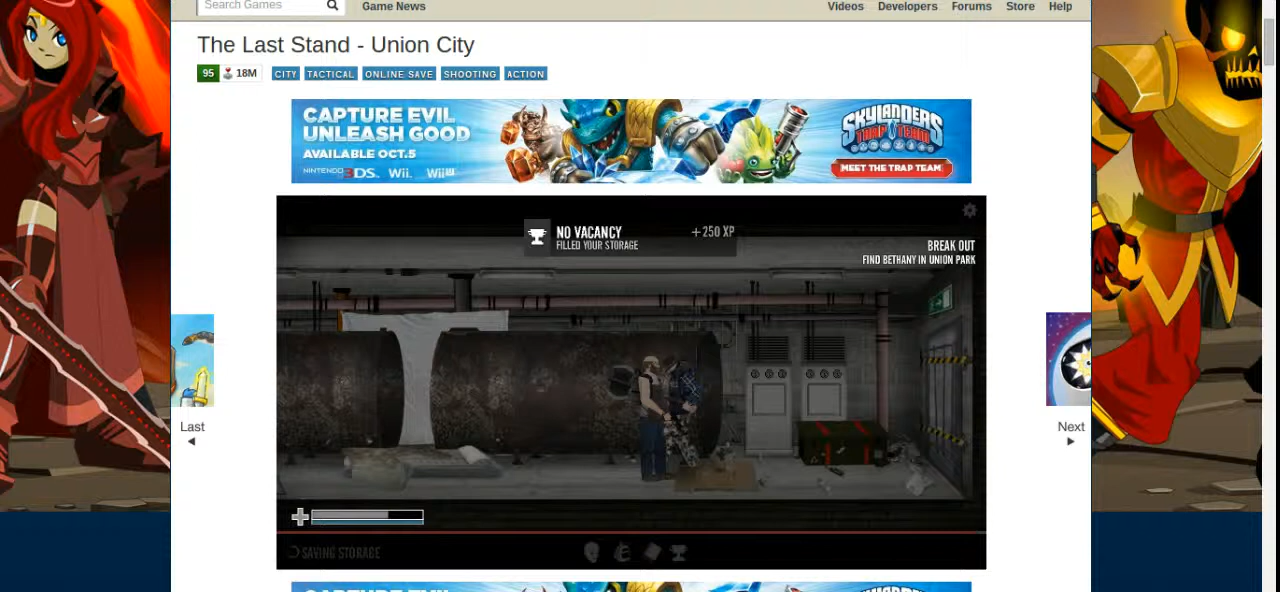 Search Games
Game News
Videos Developers Forums Store Help
The Last Stand - Union City
95 18M CITY TACTICAL ONLINE SAVE SHOOTING ACTION
CAPTURE EVIL
UNLEASH GOOD
AVAILABLE OCT.5
NINTENDO 3DS. Wii. WiiU
SKYLANDERS
TRAP TEAM
MEET THE TRAP TEAM
NO VACANCY
FILLED YOUR STORAGE
+250 XP
BREAK OUT
FIND BETHANY IN UNION PARK
Last
Next
SAVING STORAGE
CAPTURE EVIL